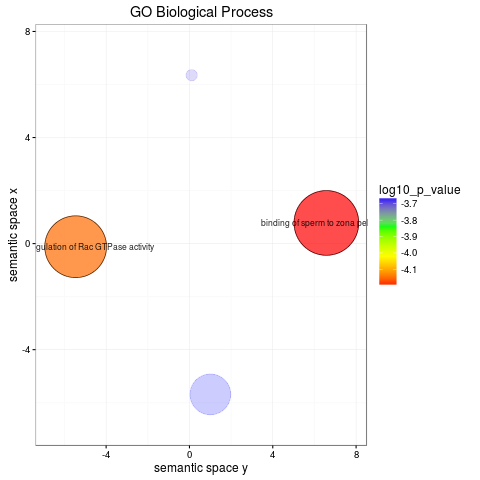 GO Biological Process
8
4
0
-4
semantic space x
binding of sperm to zona pel
gulation of Rac GTPase activity
-4
0
4
8
semantic space y
log10_p_value
-3.7
-3.8
-3.9
-4.0
-4.1